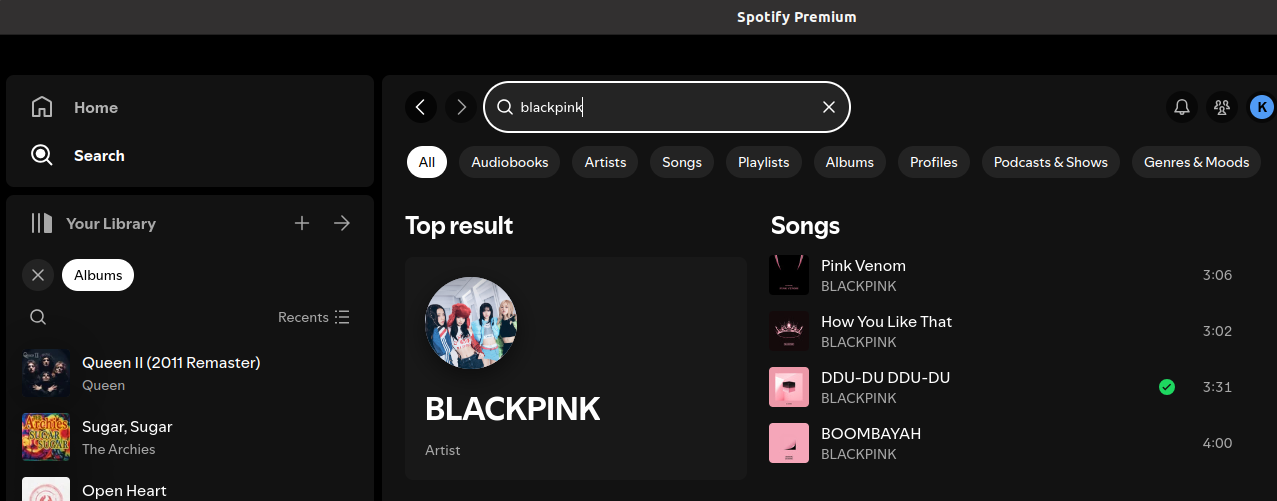 Spotify Premium
Home
Search
Your Library
Albums
Recents
Queen II (2011 Remaster)
Queen
Sugar, Sugar
The Archies
Open Heart
blackpink
All Audiobooks Artists Songs Playlists Albums Profiles Podcasts & Shows Genres & Moods
K
Top result
BLACKPINK
Artist
Songs
Pink Venom
BLACKPINK
3:06
How You Like That
BLACKPINK
3:02
DDU-DU DDU-DU
BLACKPINK
3:31
BOOMBAYAH
BLACKPINK
4:00